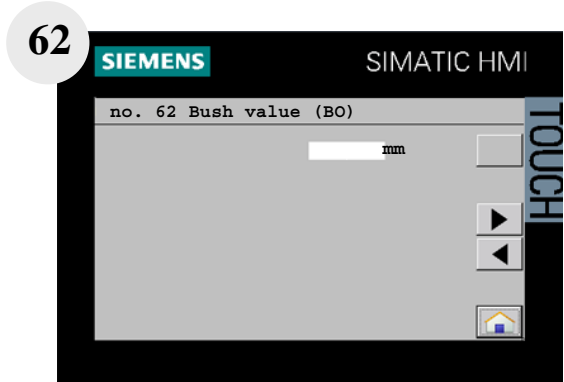 62
SIEMENS
SIMATIC HMI
no. 62 Bush value (BO)
mm
TOUCH